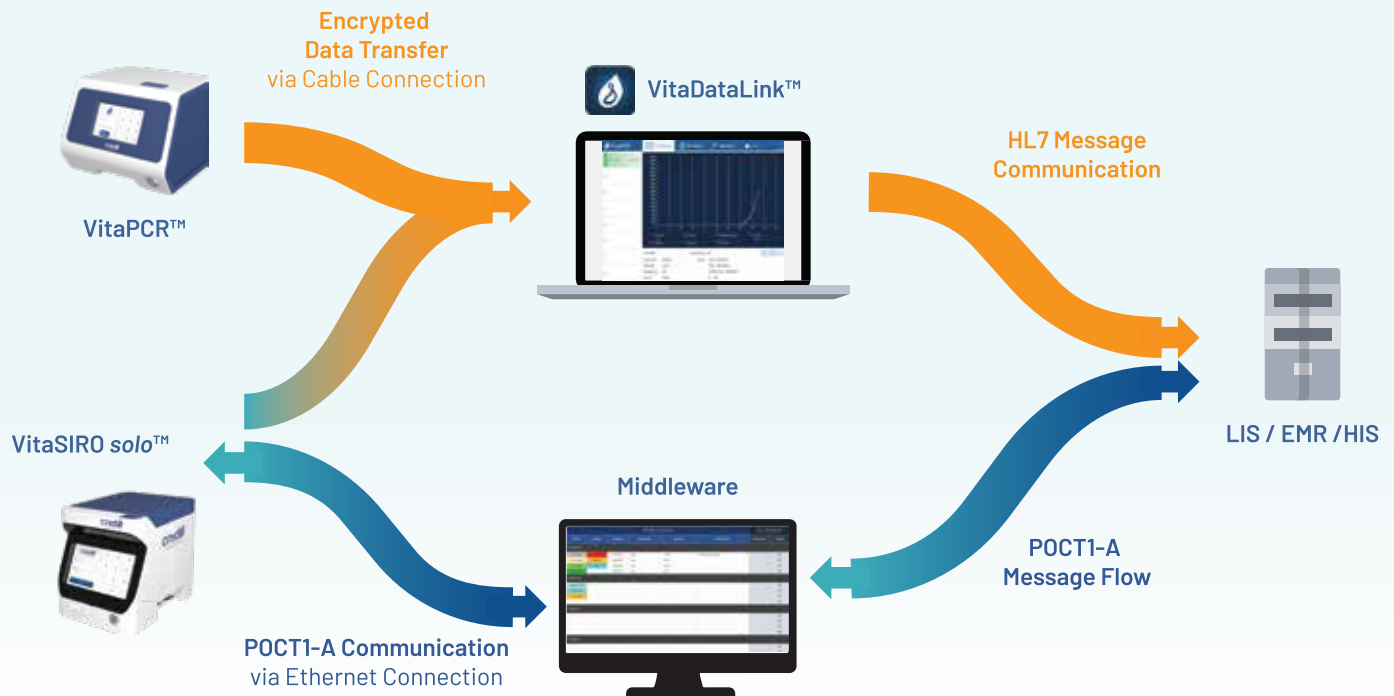 Encrypted
Data Transfer
via Cable Connection
VitaDataLink™
HL7 Message
Communication
VitaPCR™
VitaSIRO solo™
LIS / EMR /HIS
Middleware
POCT1-A
Message Flow
POCT1-A Communication
via Ethernet Connection